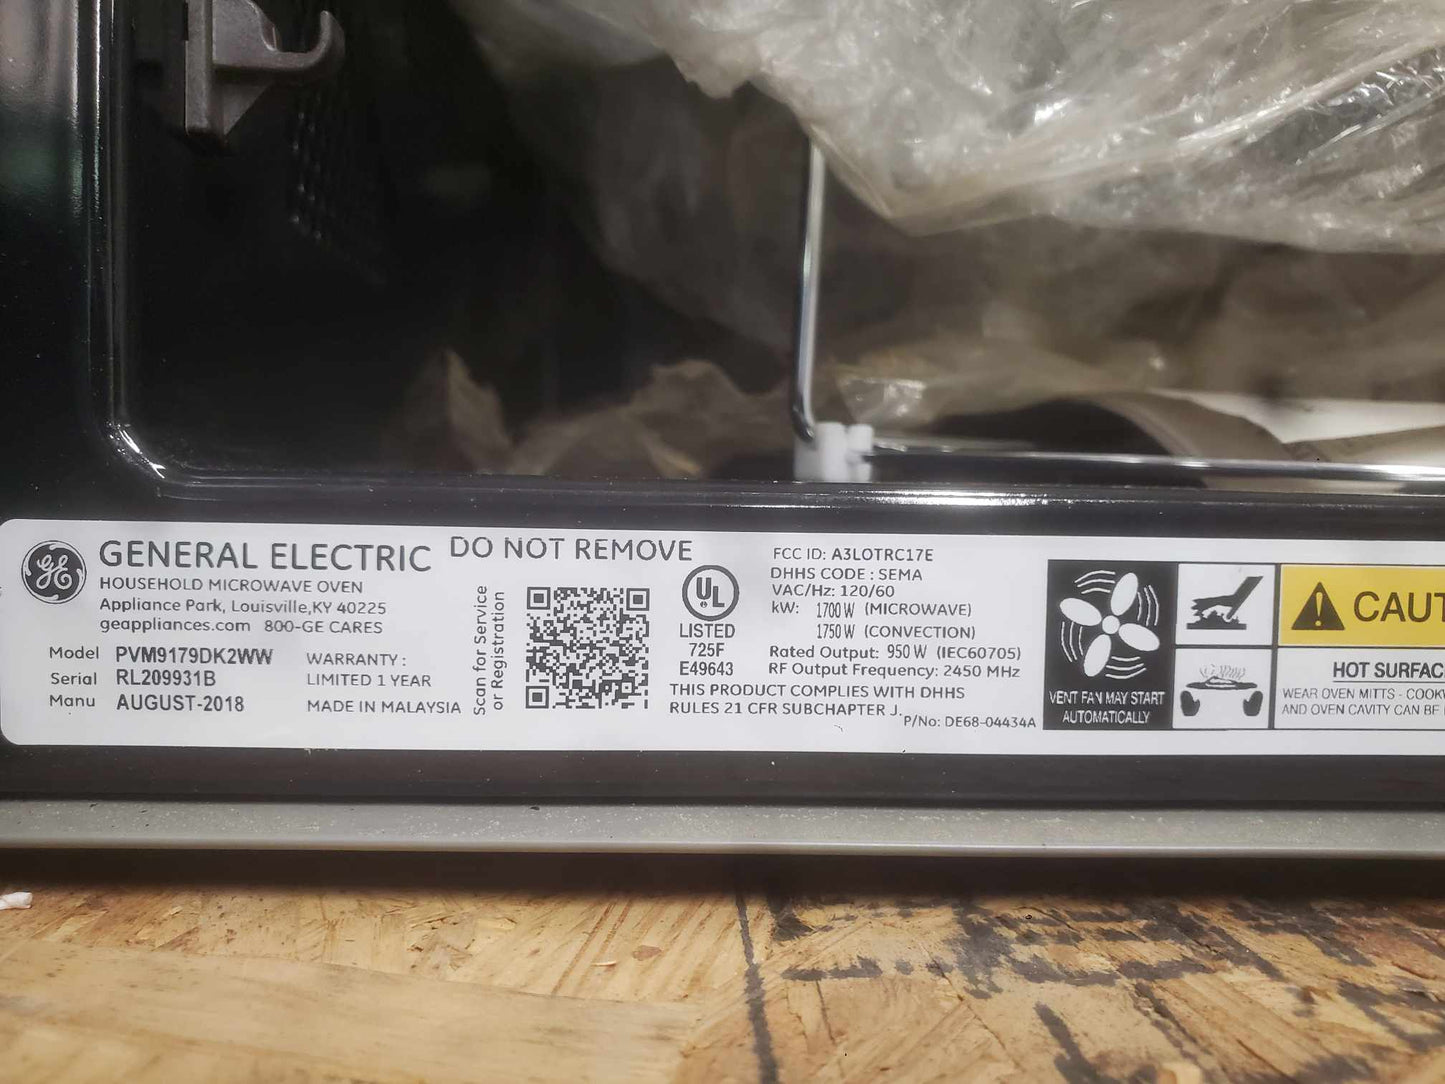 GE
GENERAL ELECTRIC
HOUSEHOLD MICROWAVE OVEN
Appliance Park, Louisville,KY 40225
geappliances.com 800-GE CARES
Model PVM9179DK2WW
Serial RL209931B
Manu AUGUST-2018
WARRANTY :
LIMITED 1 YEAR
MADE IN MALAYSIA
DO NOT REMOVE
Scan for Service
or Registration
UL
LISTED
725F
E49643
FCC ID: A3LOTRC17E
DHHS CODE : SEMA
VAC/Hz: 120/60
kW: 1700 W (MICROWAVE)
1750 W (CONVECTION)
Rated Output: 950 W (IEC60705)
RF Output Frequency: 2450 MHz
THIS PRODUCT COMPLIES WITH DHHS
RULES 21 CFR SUBCHAPTER J.
P/No: DE68-04434A
VENT FAN MAY START
AUTOMATICALLY
CAUT
HOT SURFAC
WEAR OVEN MITTS - COOKW
AND OVEN CAVITY CAN BE